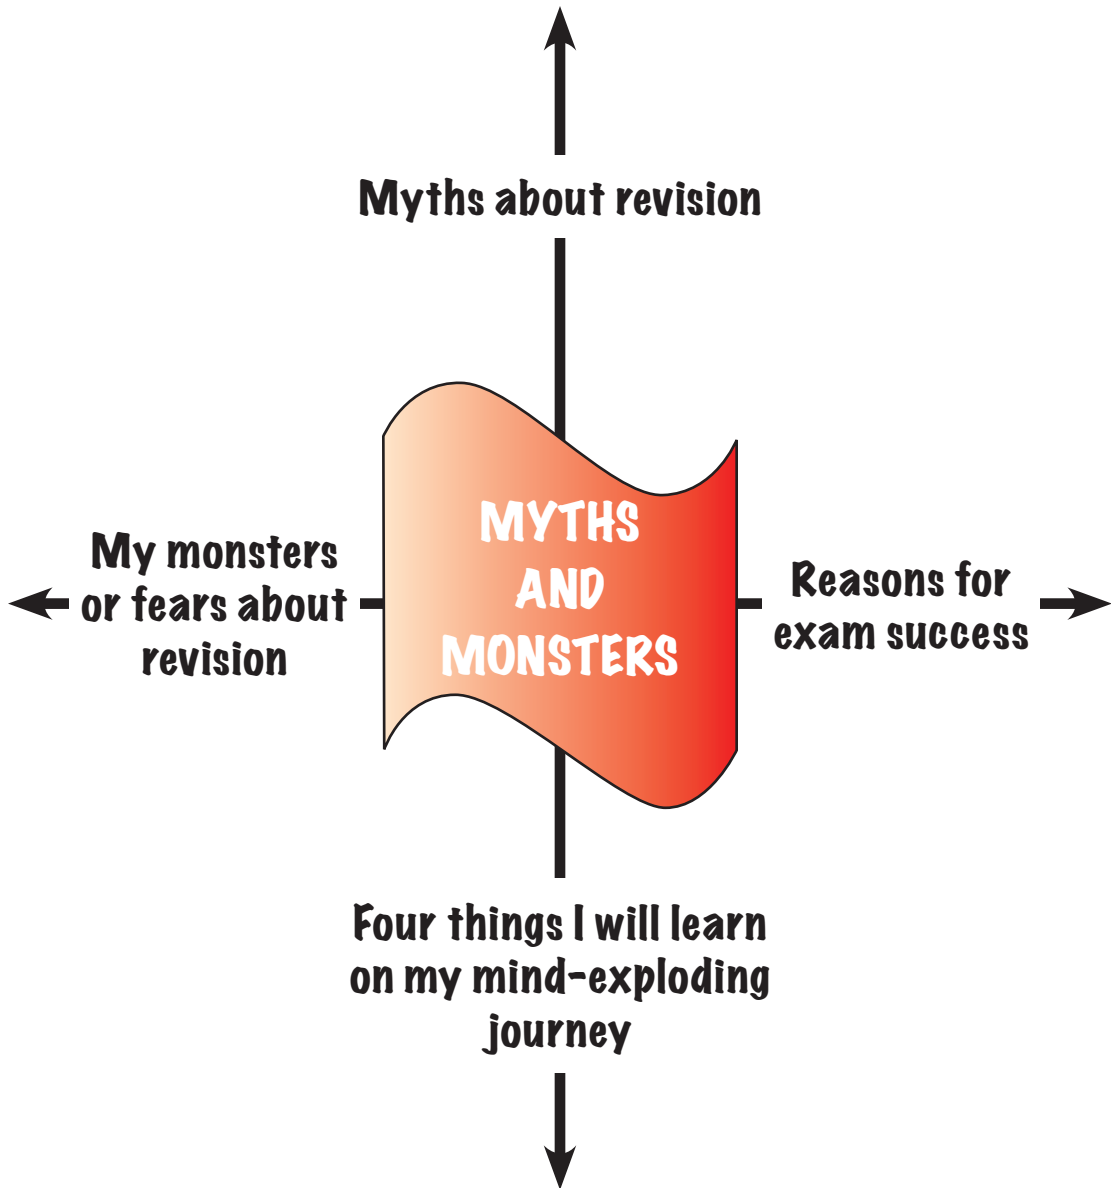 Myths about revision
MYTHS
AND
MONSTERS
My monsters
or fears about
revision
Reasons for
exam success
Four things I will learn
on my mind-exploding
journey